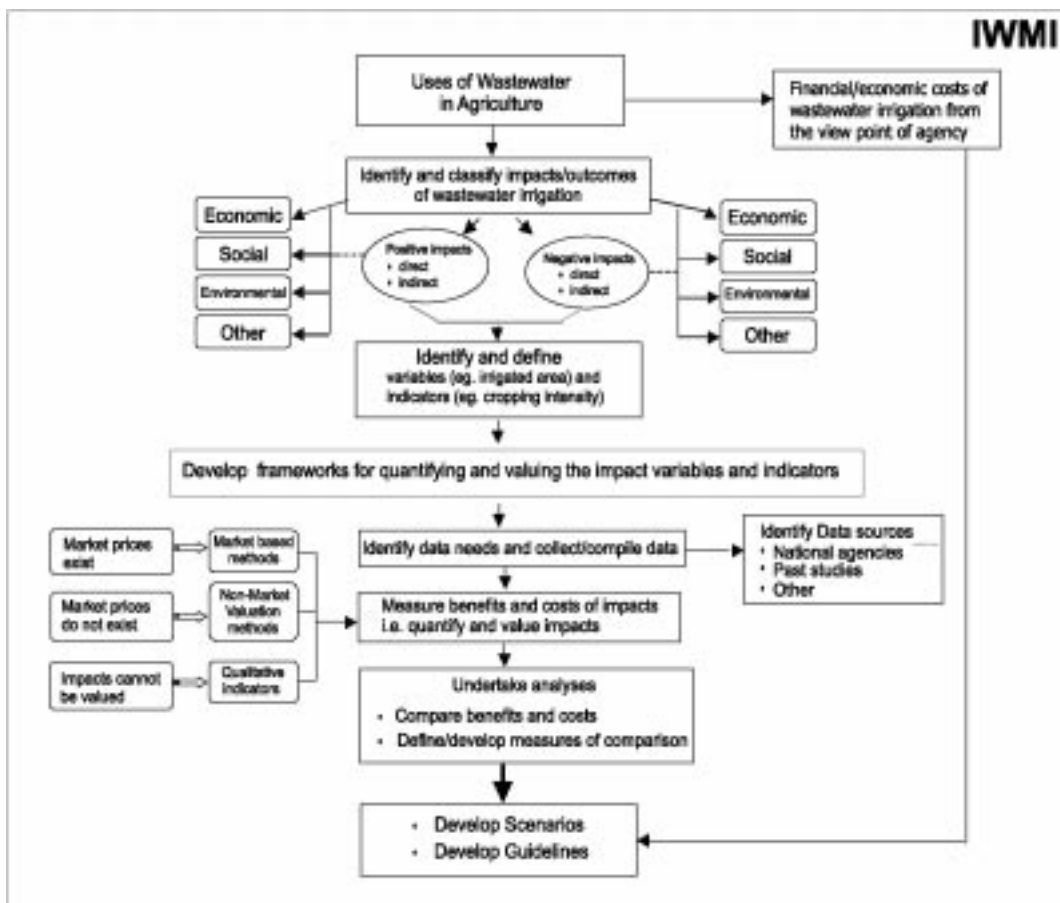 IWMI
Uses of Wastewater
in Agriculture
Financial/economic costs of
wastewater irrigation from
the view point of agency
Identify and classify impacts/outcomes
of wastewater irrigation
Economic
Social
Environmental
Other
Positive impacts
• direct
• indirect
Negative impacts
• direct
• indirect
Economic
Social
Environmental
Other
Identify and define
variables (eg. irrigated area) and
indicators (eg. cropping intensity)
Develop frameworks for quantifying and valuing the impact variables and indicators
Market prices
exist
Market based
methods
Identify data needs and collect/compile data
Identify Data sources
• National agencies
• Past studies
• Other
Market prices
do not exist
Non-Market
Valuation
methods
Measure benefits and costs of impacts
i.e. quantify and value impacts
Impacts cannot
be valued
Qualitative
indicators
Undertake analyses
• Compare benefits and costs
• Define/develop measures of comparison
• Develop Scenarios
• Develop Guidelines